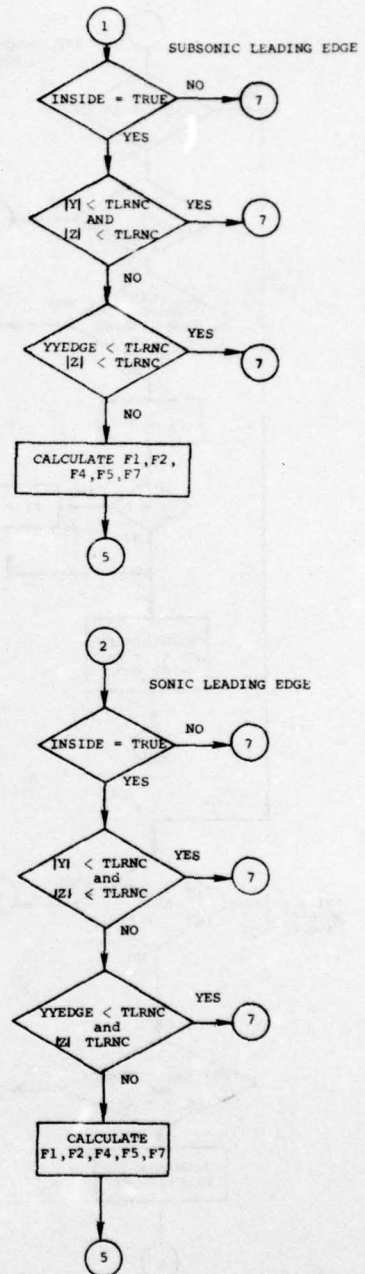 1
SUBSONIC LEADING EDGE
INSIDE = TRUE
NO
7
YES
|Y| < TLRNC
AND
|Z| < TLRNC
YES
7
NO
YYEDGE < TLRNC
|Z| < TLRNC
YES
7
NO
CALCULATE F1,F2,
F4,F5,F7
5
2
SONIC LEADING EDGE
INSIDE = TRUE
NO
7
YES
|Y| < TLRNC
and
|Z| < TLRNC
YES
7
NO
YYEDGE < TLRNC
and
|Z| TLRNC
YES
7
NO
CALCULATE
F1,F2,F4,F5,F7
5